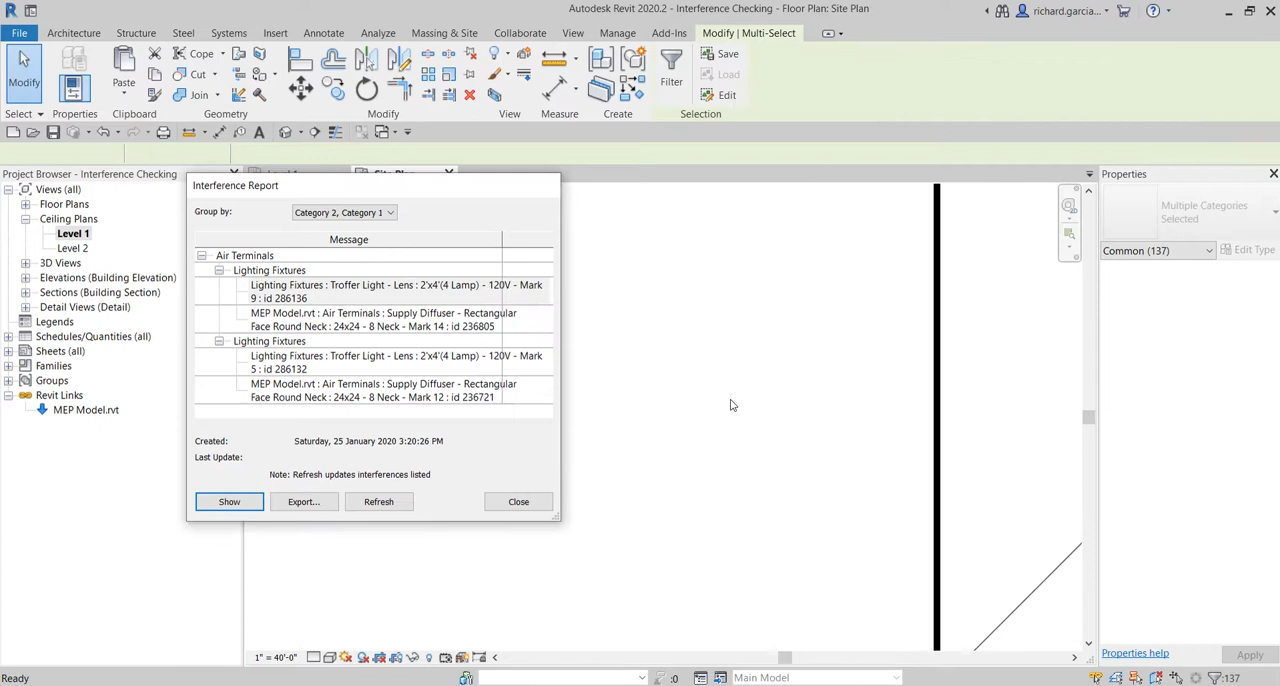 Autodesk Revit 2020.2 - Interference Checking - Floor Plan: Site Plan
richard.garcia...
File Architecture Structure Steel Systems Insert Annotate Analyze Massing & Site Collaborate View Manage Add-Ins Modify | Multi-Select
Modify
Paste
Cope
Cut
Join
Filter
Save
Load
Edit
Select Properties Clipboard Geometry Modify View Measure Create Selection
Project Browser - Interference Checking
Views (all)
Floor Plans
Ceiling Plans
Level 1
Level 2
3D Views
Elevations (Building Elevation)
Sections (Building Section)
Detail Views (Detail)
Legends
Schedules/Quantities (all)
Sheets (all)
Families
Groups
Revit Links
MEP Model.rvt
Interference Report
Group by: Category 2, Category 1
Message
Air Terminals
Lighting Fixtures
Lighting Fixtures : Troffer Light - Lens : 2'x4'(4 Lamp) - 120V - Mark
9 : id 286136
MEP Model.rvt : Air Terminals : Supply Diffuser - Rectangular
Face Round Neck : 24x24 - 8 Neck - Mark 14 : id 236805
Lighting Fixtures
Lighting Fixtures : Troffer Light - Lens : 2'x4'(4 Lamp) - 120V - Mark
5 : id 286132
MEP Model.rvt : Air Terminals : Supply Diffuser - Rectangular
Face Round Neck : 24x24 - 8 Neck - Mark 12 : id 236721
Created: Saturday, 25 January 2020 3:20:26 PM
Last Update:
Note: Refresh updates interferences listed
Show Export... Refresh Close
Properties
Multiple Categories
Selected
Common (137) Edit Type
Properties help Apply
1" = 40'-0"
Ready :0 Main Model :137